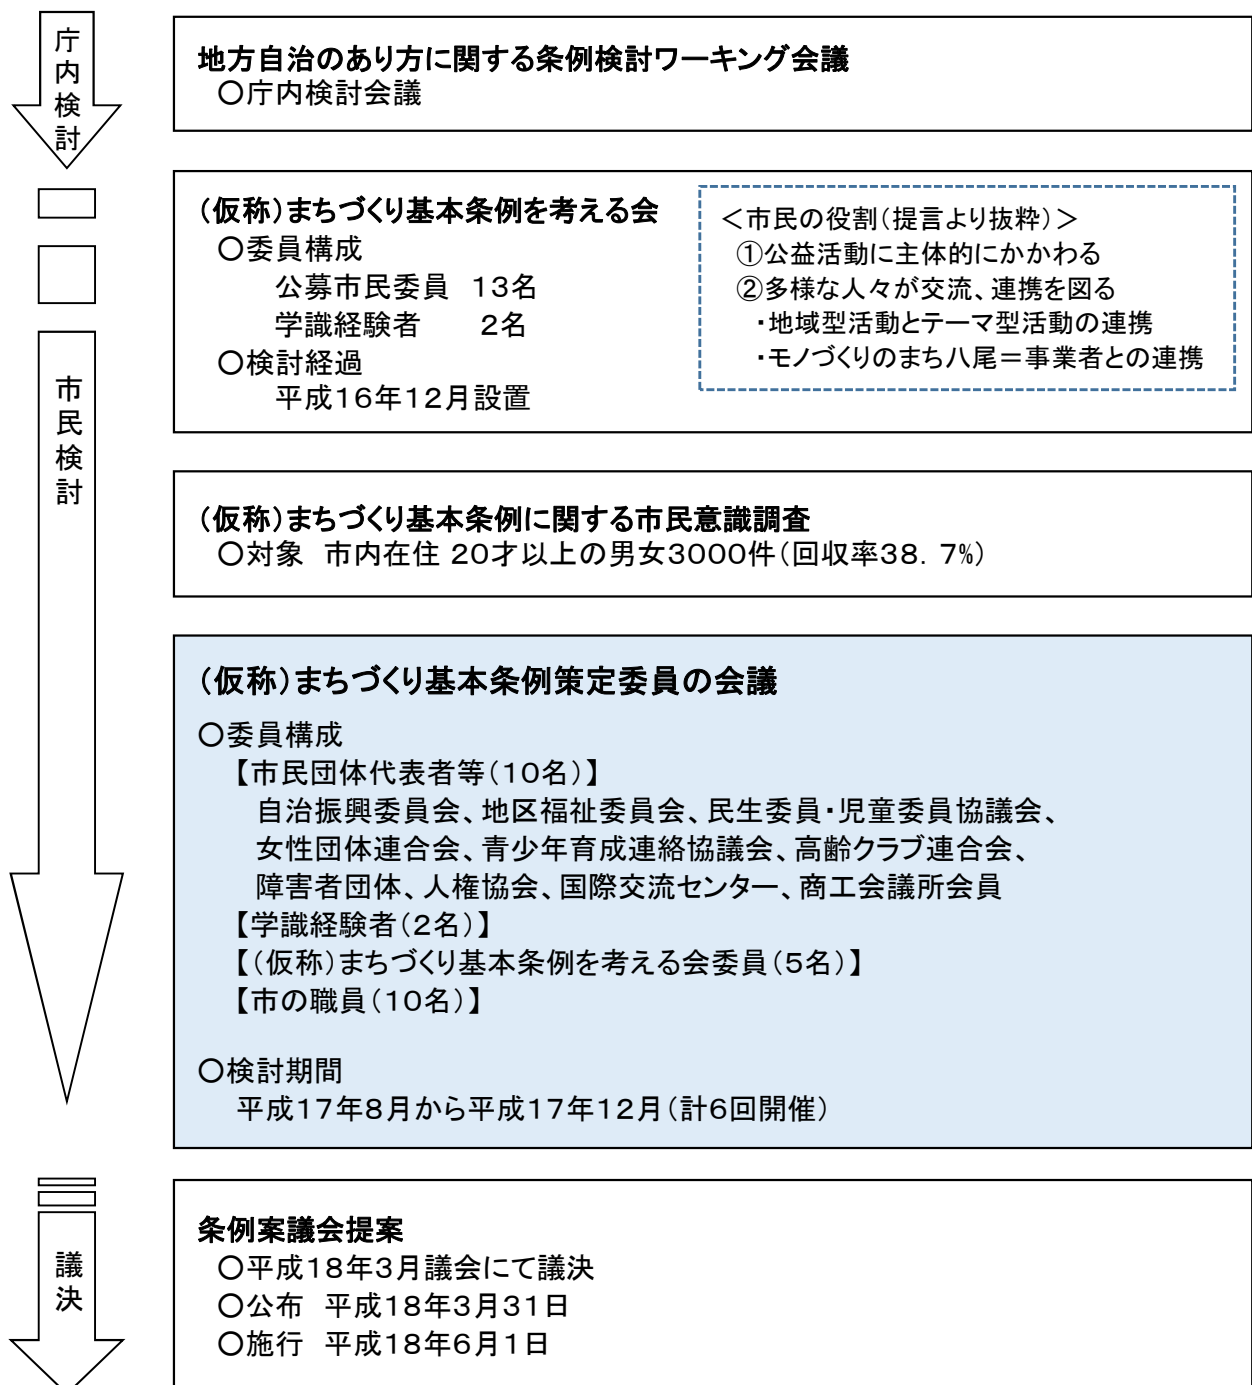 庁内検討
地方自治のあり方に関する条例検討ワーキング会議
○庁内検討会議
市民検討
（仮称）まちづくり基本条例を考える会
○委員構成
公募市民委員　13名
学識経験者　　2名
○検討経過
平成16年12月設置
＜市民の役割（提言より抜粋）＞
①公益活動に主体的にかかわる
②多様な人々が交流、連携を図る
・地域型活動とテーマ型活動の連携
・モノづくりのまち八尾＝事業者との連携
（仮称）まちづくり基本条例に関する市民意識調査
○対象　市内在住 20才以上の男女3000件（回収率38．7％）
（仮称）まちづくり基本条例策定委員の会議
○委員構成
【市民団体代表者等（10名）】
自治振興委員会、地区福祉委員会、民生委員・児童委員協議会、
女性団体連合会、青少年育成連絡協議会、高齢クラブ連合会、
障害者団体、人権協会、国際交流センター、商工会議所会員
【学識経験者（2名）】
【（仮称）まちづくり基本条例を考える会委員（5名）】
【市の職員（10名）】
○検討期間
平成17年8月から平成17年12月（計6回開催）
議決
条例案議会提案
○平成18年3月議会にて議決
○公布　平成18年3月31日
○施行　平成18年6月1日